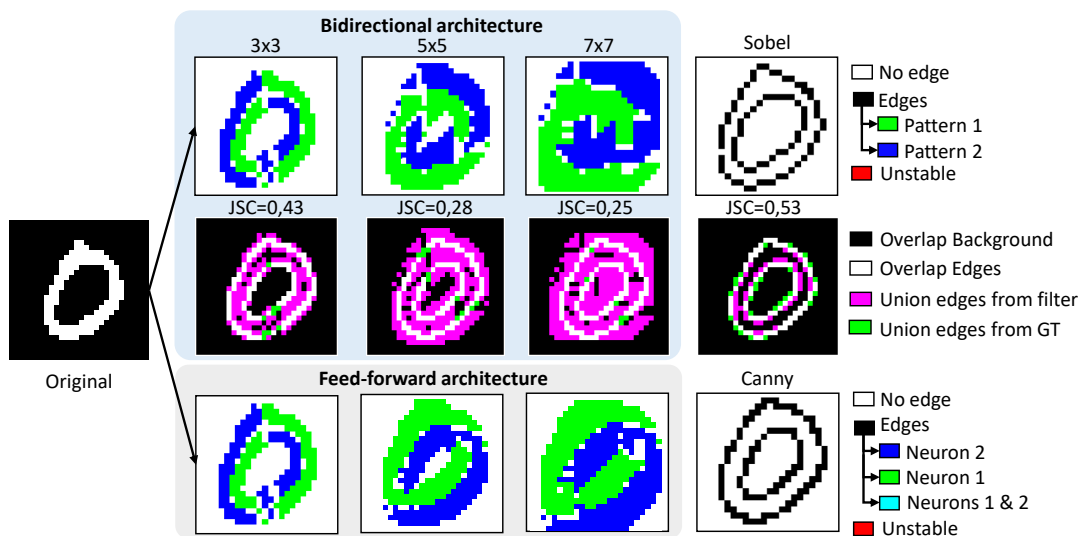 Bidirectional architecture
3x3
5x5
7x7
Sobel
No edge
Edges
Pattern 1
Pattern 2
Unstable
JSC=0,43
JSC=0,28
JSC=0,25
JSC=0,53
Overlap Background
Overlap Edges
Union edges from filter
Union edges from GT
Original
Feed-forward architecture
Canny
No edge
Edges
Neuron 2
Neuron 1
Neurons 1 & 2
Unstable